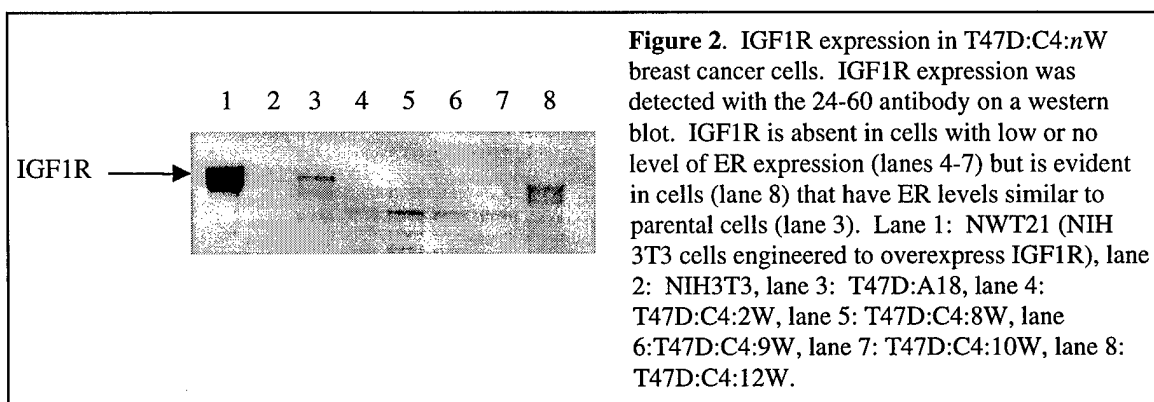 1 2 3 4 5 6 7 8
IGF1R
Figure 2. IGF1R expression in T47D:C4:nW
breast cancer cells. IGF1R expression was
detected with the 24-60 antibody on a western
blot. IGF1R is absent in cells with low or no
level of ER expression (lanes 4-7) but is evident
in cells (lane 8) that have ER levels similar to
parental cells (lane 3). Lane 1: NWT21 (NIH
3T3 cells engineered to overexpress IGF1R), lane
2: NIH3T3, lane 3: T47D:A18, lane 4:
T47D:C4:2W, lane 5: T47D:C4:8W, lane
6:T47D:C4:9W, lane 7: T47D:C4:10W, lane 8:
T47D:C4:12W.